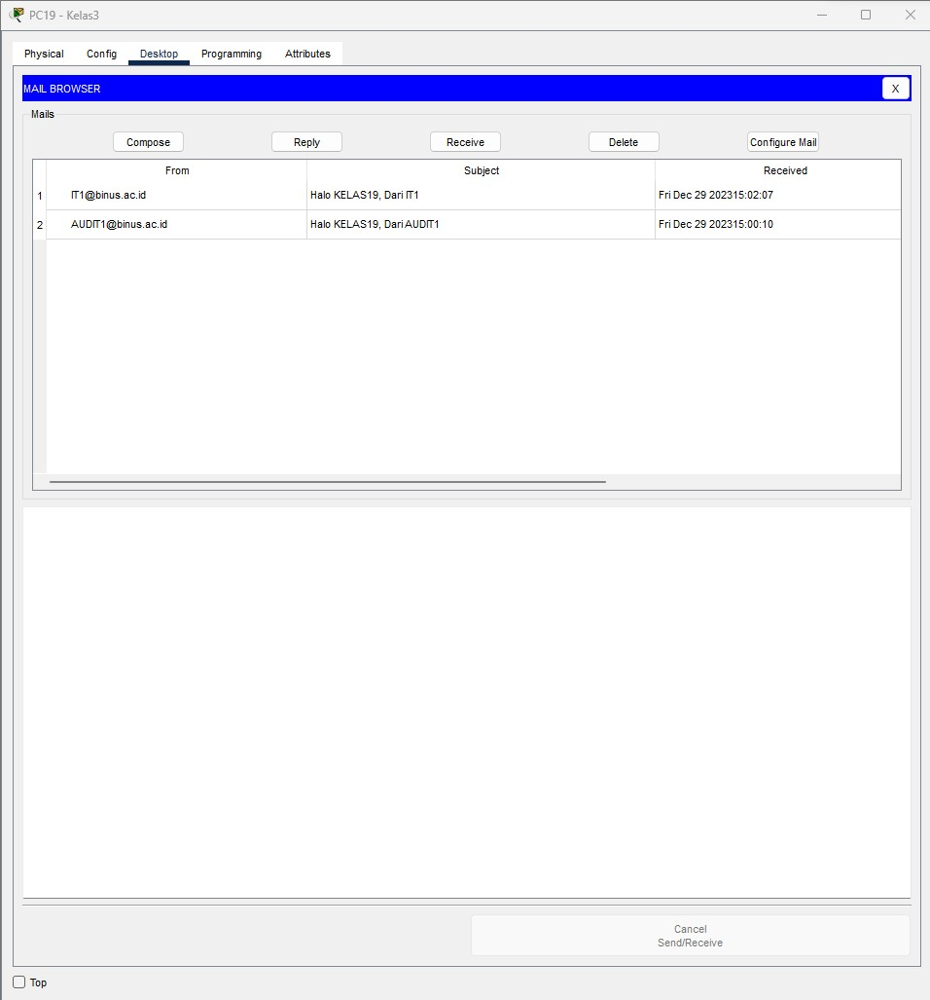 PC19 - Kelas3
Physical Config Desktop Programming Attributes
MAIL BROWSER X
Mails
Compose Reply Receive Delete Configure Mail
From Subject Received
1 IT1@binus.ac.id Halo KELAS19, Dari IT1 Fri Dec 29 202315:02:07
2 AUDIT1@binus.ac.id Halo KELAS19, Dari AUDIT1 Fri Dec 29 202315:00:10
Cancel
Send/Receive
Top